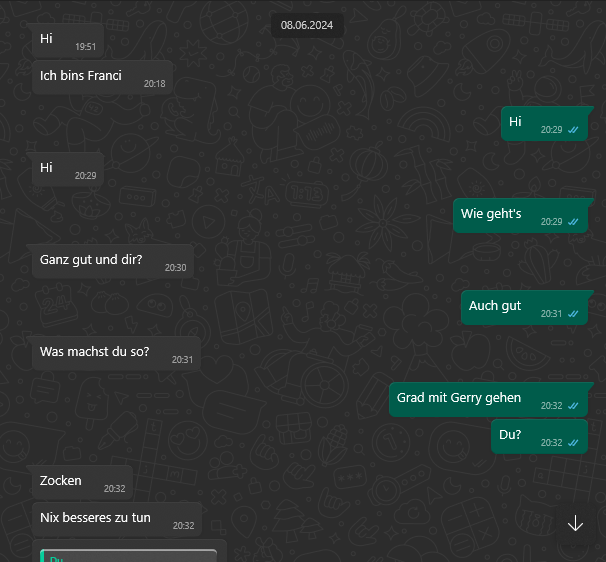 08.06.2024
Hi
19:51
Ich bins Franci
20:18
Hi
20:29
Hi
20:29
Wie geht's
20:29
Ganz gut und dir?
20:30
Auch gut
20:31
Was machst du so?
20:31
Grad mit Gerry gehen
20:32
Du?
20:32
Zocken
20:32
Nix besseres zu tun
20:32
Du